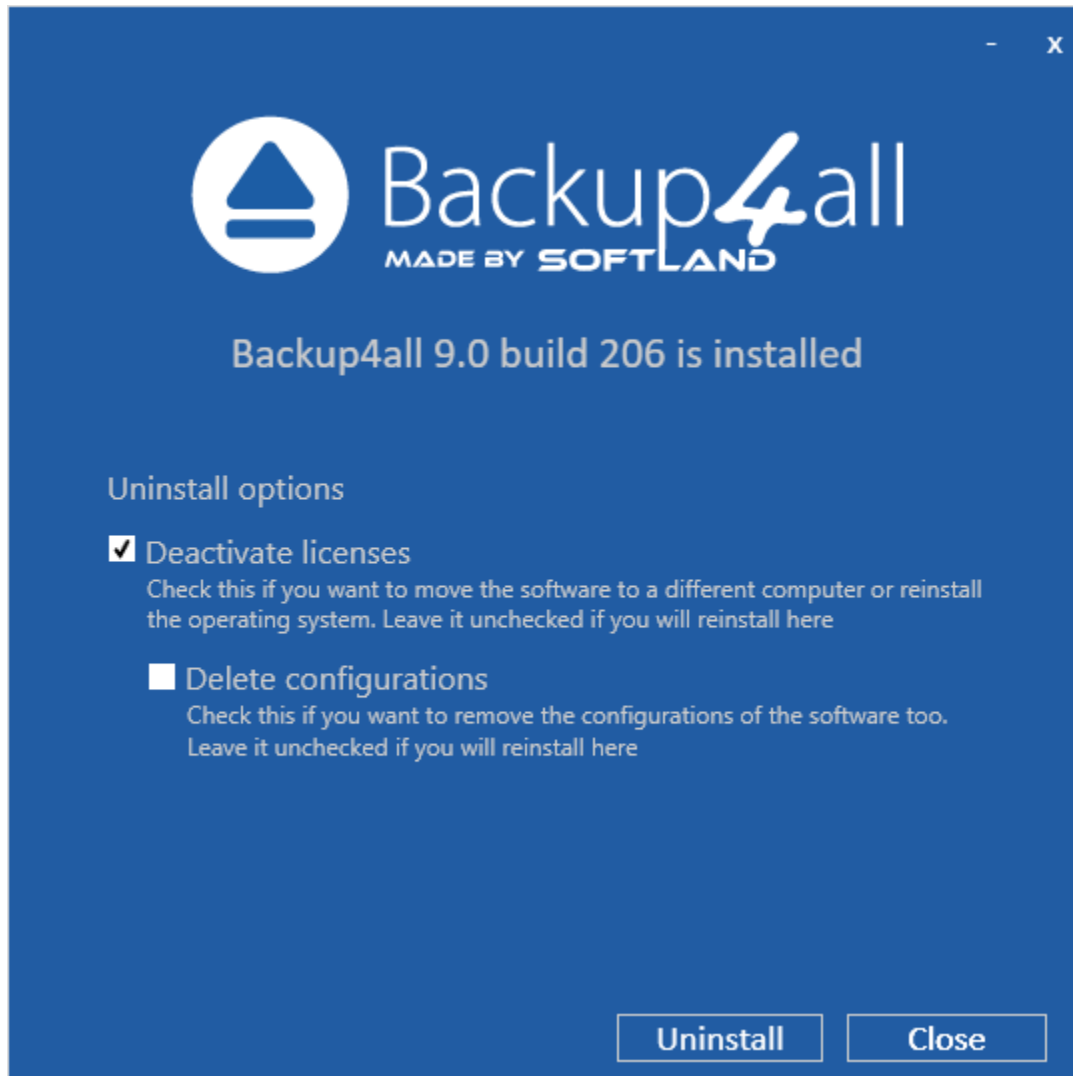 - x
Backup4all
MADE BY SOFTLAND
Backup4all 9.0 build 206 is installed
Uninstall options
Deactivate licenses
Check this if you want to move the software to a different computer or reinstall
the operating system. Leave it unchecked if you will reinstall here
Delete configurations
Check this if you want to remove the configurations of the software too.
Leave it unchecked if you will reinstall here
Uninstall Close